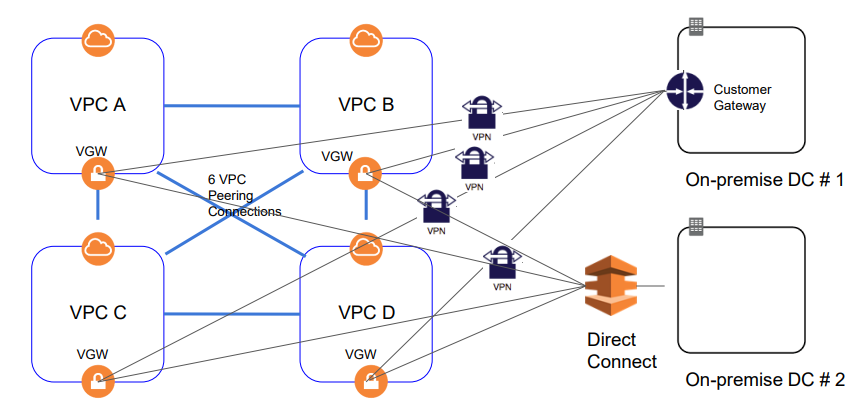 VPC A
VPC B
VGW
VGW
6 VPC
Peering
Connections
VPC C
VPC D
VGW
VGW
VPN
VPN
VPN
VPN
Customer
Gateway
On-premise DC # 1
Direct
Connect
On-premise DC # 2